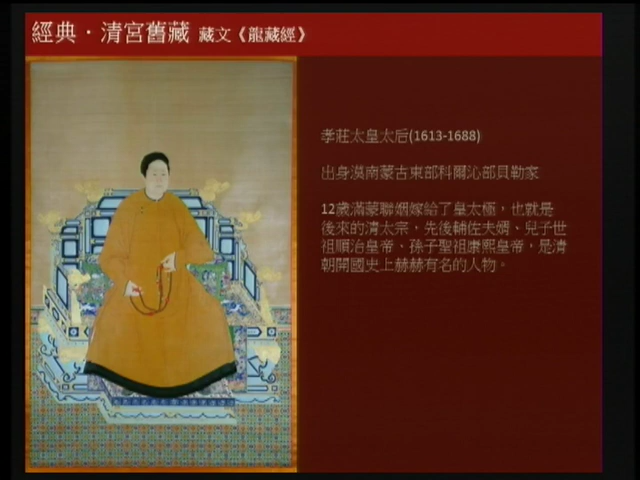 經典・清宮舊藏 藏文《龍藏經》
孝莊太皇太后(1613-1688)
出身漠南蒙古東部科爾沁部貝勒家
12歲滿蒙聯姻嫁給了皇太極，也就是
後來的清太宗，先後輔佐夫婿、兒子世
祖順治皇帝、孫子聖祖康熙皇帝，是清
朝開國史上赫赫有名的人物。